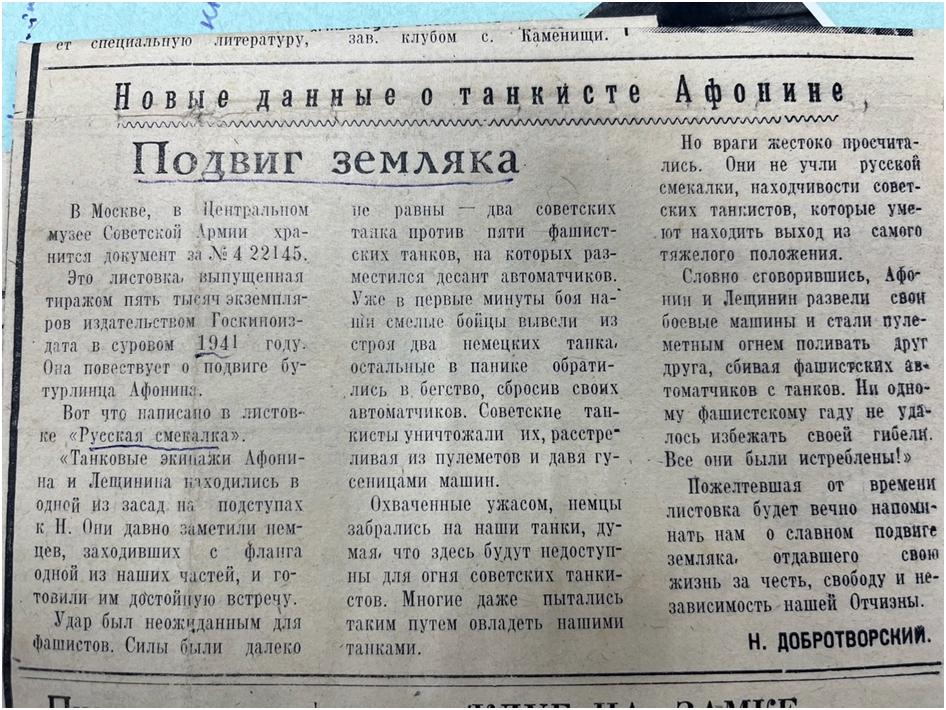 ет специальную литературу,
зав. клубом с. Каменищи.
Новые данные о танкисте Афонине
Подвиг земляка
В Москве, в Центральном
музее Советской Армии хра-
нится документ за № 4 22145.
Это листовка, выпущенная
тиражом пять тысяч экземпля-
ров издательством Госкиноиз-
дата в суровом 1941 году.
Она повествует о подвиге бу-
турлинца Афонина.
Вот что написано в листов-
ке «Русская смекалка».
«Танковые экипажи Афони-
на и Лещинина находились в
одной из засад на подступах
к Н. Они давно заметили нем-
цев, заходивших с фланга
одной из наших частей, и го-
товили им достойную встречу.
Удар был неожиданным для
фашистов. Силы были далеко
не равны — два советских
танка против пяти фашист-
ских танков, на которых раз-
местился десант автоматчиков.
Уже в первые минуты боя на-
ши смелые бойцы вывели из
строя два немецких танка,
остальные в панике обрати-
лись в бегство, сбросив своих
автоматчиков. Советские тан-
кисты уничтожали их, расстре-
ливая из пулеметов и давя гу-
сеницами машин.
Охваченные ужасом, немцы
забрались на наши танки, ду-
мая, что здесь будут недоступ-
ны для огня советских танки-
стов. Многие даже пытались
таким путем овладеть нашими
танками.
Но враги жестоко просчита-
лись. Они не учли русской
смекалки, находчивости совет-
ских танкистов, которые уме-
ют находить выход из самого
тяжелого положения.
Словно сговорившись, Афо-
нин и Лещинин развели свои
боевые машины и стали пуле-
метным огнем поливать друг
друга, сбивая фашистских ав-
томатчиков с танков. Ни одно-
му фашистскому гаду не уда-
лось избежать своей гибели.
Все они были истреблены!»
Пожелтевшая от времени
листовка будет вечно напоми-
нать нам о славном подвиге
земляка, отдавшего свою
жизнь за честь, свободу и не-
зависимость нашей Отчизны.
Н. ДОБРОТВОРСКИЙ.
КЛУБ НА ЗАМКЕ